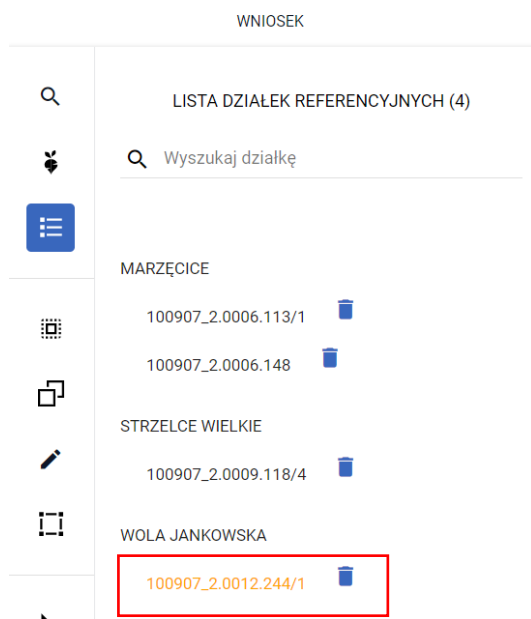 WNIOSEK
LISTA DZIAŁEK REFERENCYJNYCH (4)
Wyszukaj działkę
MARZĘCICE
100907_2.0006.113/1
100907_2.0006.148
STRZELCE WIELKIE
100907_2.0009.118/4
WOLA JANKOWSKA
100907_2.0012.244/1